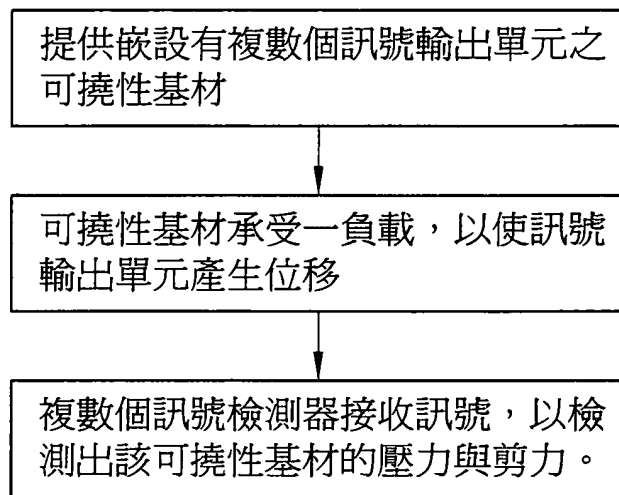 提供嵌設有複數個訊號輸出單元之
可撓性基材
可撓性基材承受一負載，以使訊號
輸出單元產生位移
複數個訊號檢測器接收訊號，以檢
測出該可撓性基材的壓力與剪力。